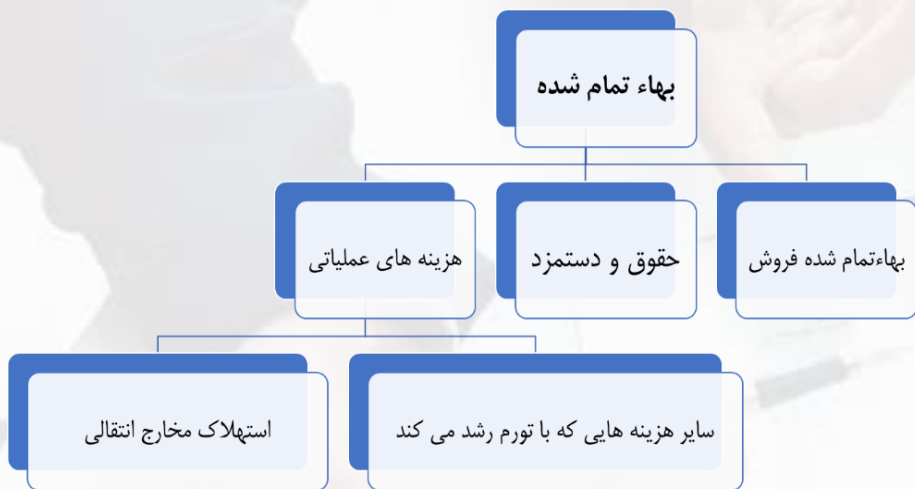 بهاء تمام شده
بهاءتمام شده فروش
حقوق و دستمزد
هزینه های عملیاتی
سایر هزینه هایی که با تورم رشد می کند
استهلاک مخارج انتقالی